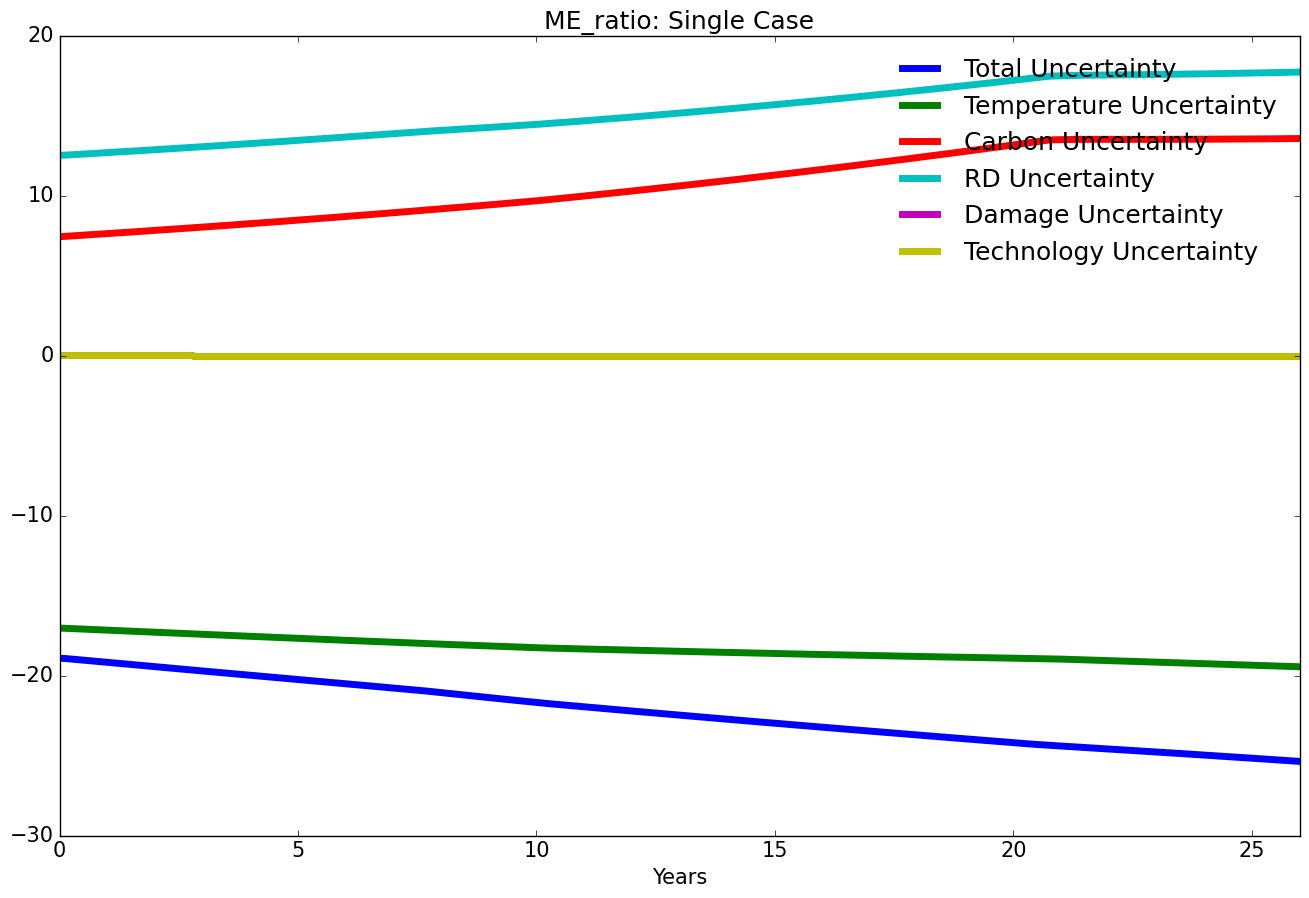 ME_ratio: Single Case
20
10
0
−10
−20
−30
Total Uncertainty
Temperature Uncertainty
Carbon Uncertainty
RD Uncertainty
Damage Uncertainty
Technology Uncertainty
0 5 10 15 20 25
Years